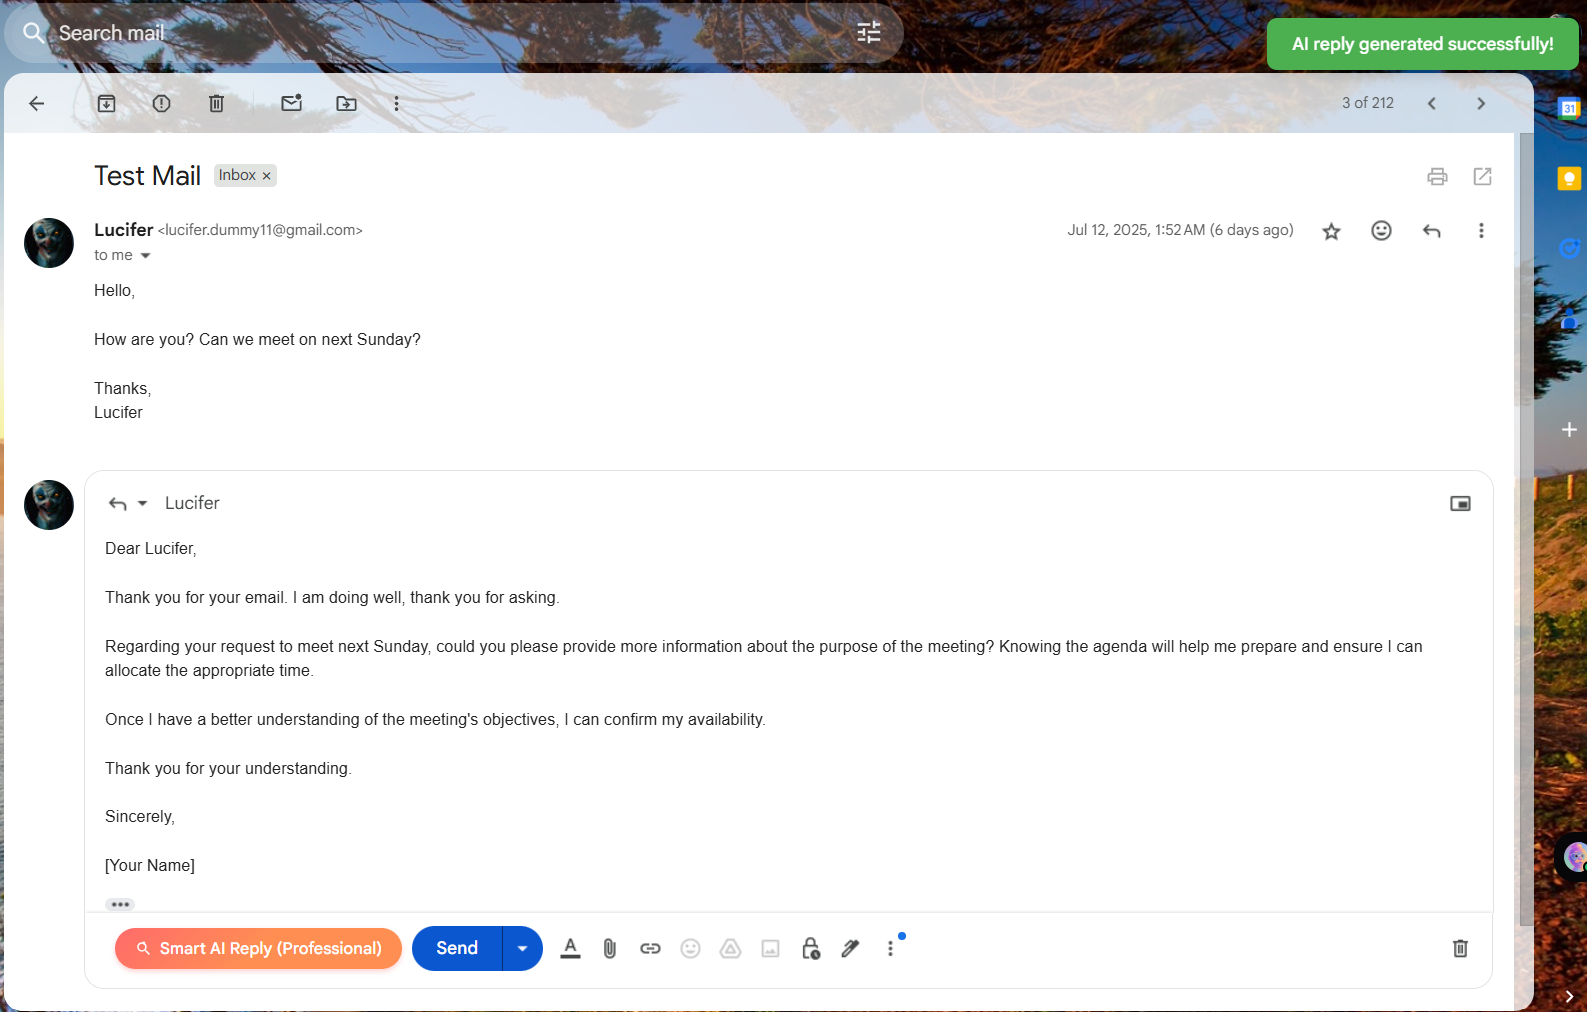 Search mail
AI reply generated successfully!
3 of 212
31
Test Mail Inbox ×
Lucifer <lucifer.dummy11@gmail.com>
Jul 12, 2025, 1:52 AM (6 days ago)
to me
Hello,
How are you? Can we meet on next Sunday?
Thanks,
Lucifer
Lucifer
Dear Lucifer,
Thank you for your email. I am doing well, thank you for asking.
Regarding your request to meet next Sunday, could you please provide more information about the purpose of the meeting? Knowing the agenda will help me prepare and ensure I can
allocate the appropriate time.
Once I have a better understanding of the meeting's objectives, I can confirm my availability.
Thank you for your understanding.
Sincerely,
[Your Name]
Smart AI Reply (Professional)
Send